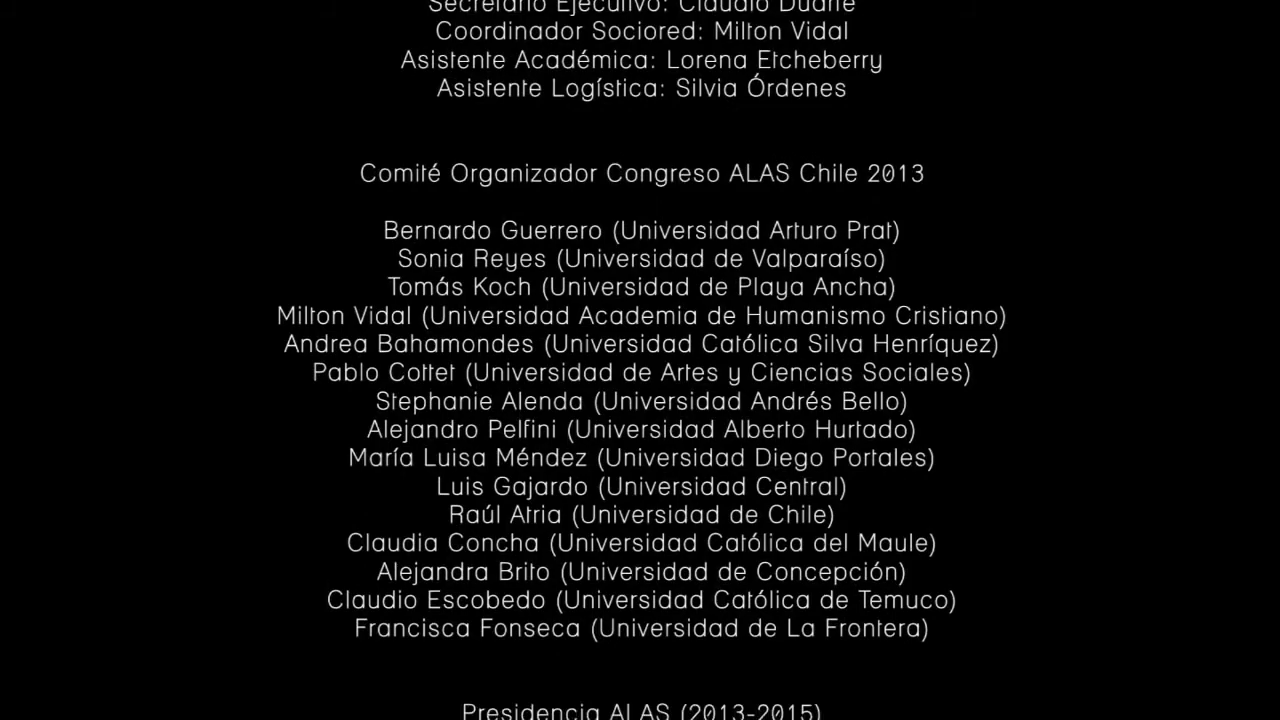 Secretario Ejecutivo: Claudio Duarte
Coordinador Sociored: Milton Vidal
Asistente Académica: Lorena Etcheberry
Asistente Logística: Silvia Órdenes
Comité Organizador Congreso ALAS Chile 2013
Bernardo Guerrero (Universidad Arturo Prat)
Sonia Reyes (Universidad de Valparaíso)
Tomás Koch (Universidad de Playa Ancha)
Milton Vidal (Universidad Academia de Humanismo Cristiano)
Andrea Bahamondes (Universidad Católica Silva Henríquez)
Pablo Cottet (Universidad de Artes y Ciencias Sociales)
Stephanie Alenda (Universidad Andrés Bello)
Alejandro Pelfini (Universidad Alberto Hurtado)
María Luisa Méndez (Universidad Diego Portales)
Luis Gajardo (Universidad Central)
Raúl Atria (Universidad de Chile)
Claudia Concha (Universidad Católica del Maule)
Alejandra Brito (Universidad de Concepción)
Claudio Escobedo (Universidad Católica de Temuco)
Francisca Fonseca (Universidad de La Frontera)
Presidencia ALAS (2013-2015)